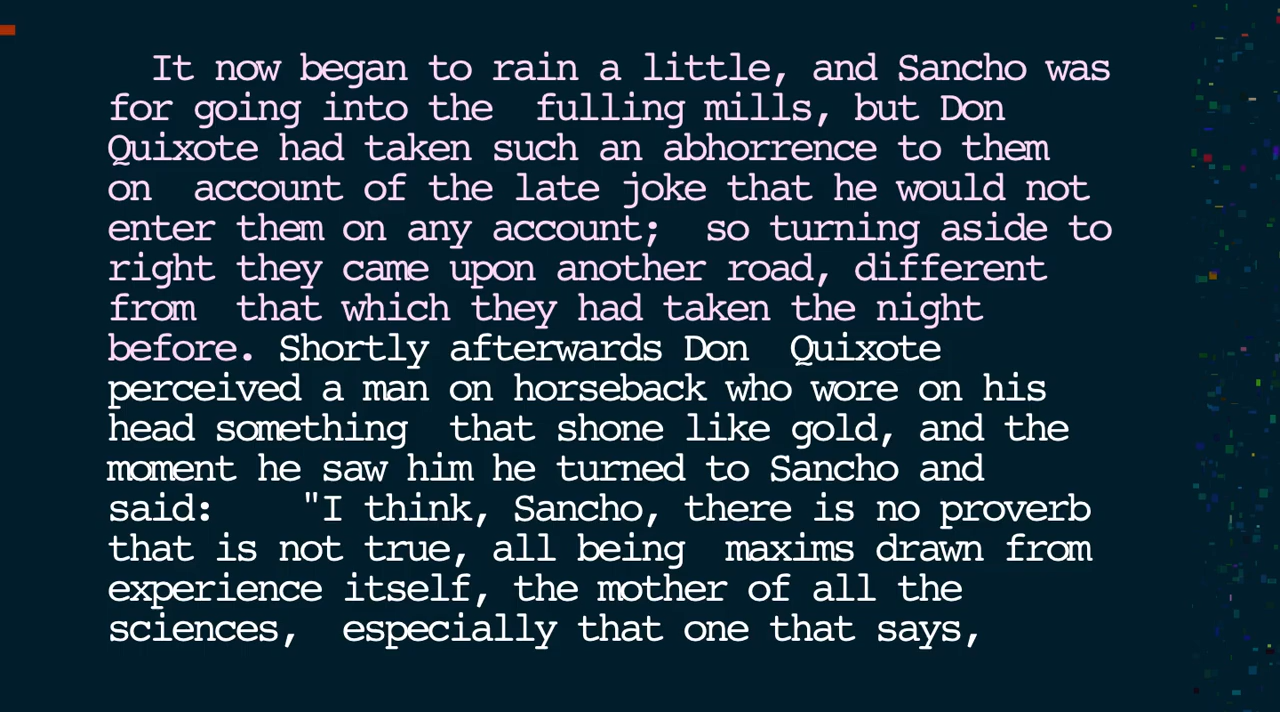 It now began to rain a little, and Sancho was
for going into the  fulling mills, but Don
Quixote had taken such an abhorrence to them
on  account of the late joke that he would not
enter them on any account;  so turning aside to
right they came upon another road, different
from  that which they had taken the night
before. Shortly afterwards Don  Quixote
perceived a man on horseback who wore on his
head something  that shone like gold, and the
moment he saw him he turned to Sancho and
said:    "I think, Sancho, there is no proverb
that is not true, all being  maxims drawn from
experience itself, the mother of all the
sciences,  especially that one that says,